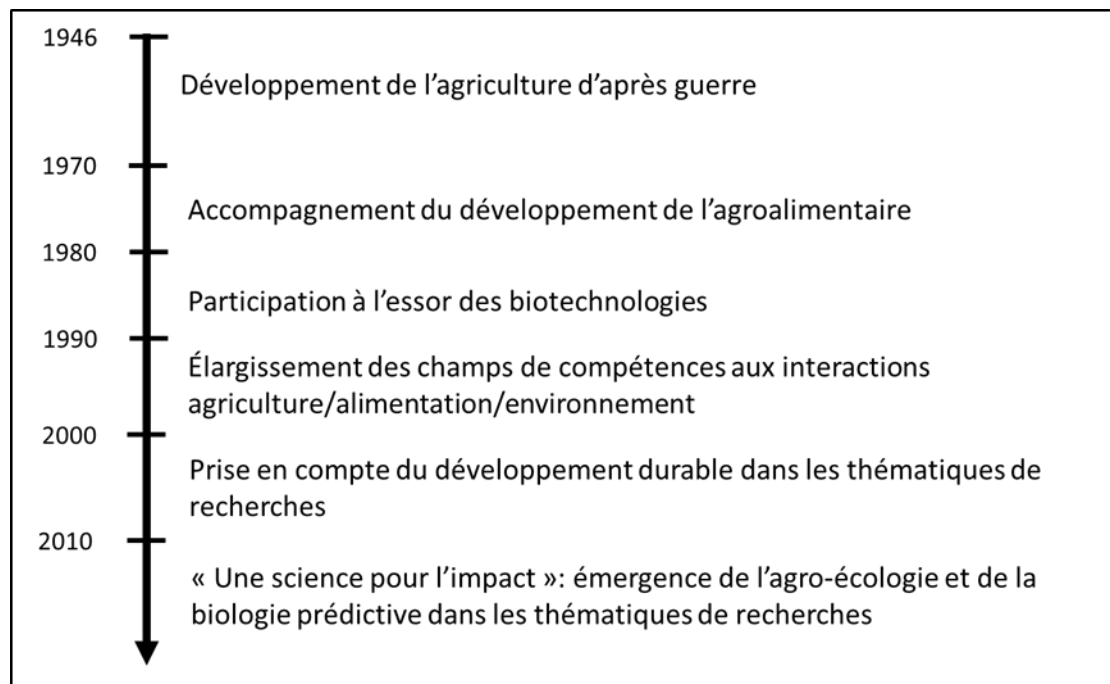 1946
Développement de l'agriculture d'après guerre
1970
Accompagnement du développement de l'agroalimentaire
1980
Participation à l'essor des biotechnologies
1990
Élargissement des champs de compétences aux interactions
agriculture/alimentation/environnement
2000
Prise en compte du développement durable dans les thématiques de
recherches
2010
« Une science pour l'impact »: émergence de l'agro-écologie et de la
biologie prédictive dans les thématiques de recherches